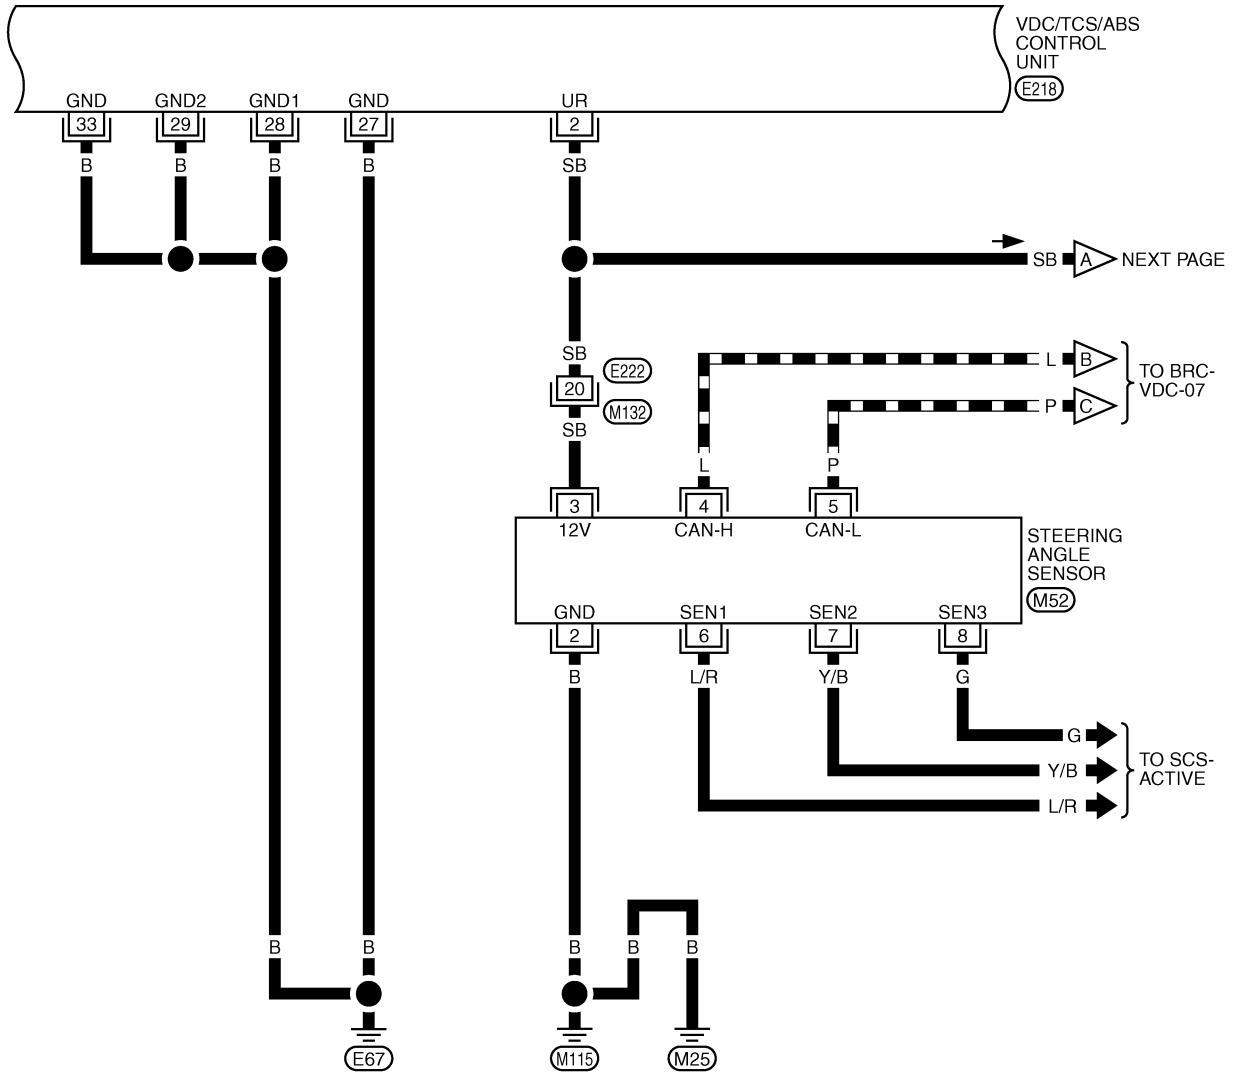 VDC/TCS/ABS
CONTROL
UNIT
E218
GND GND2 GND1 GND UR
33 29 28 27 2
B B B B SB
SB A NEXT PAGE
SB
E222
20
M132
SB
L B
P C
TO BRC-
VDC-07
L P
3 4 5
12V CAN-H CAN-L
STEERING
ANGLE
SENSOR
M52
GND SEN1 SEN2 SEN3
2 6 7 8
B L/R Y/B G
G
Y/B
L/R
TO SCS-
ACTIVE
B B B B B
E67 M115 M25